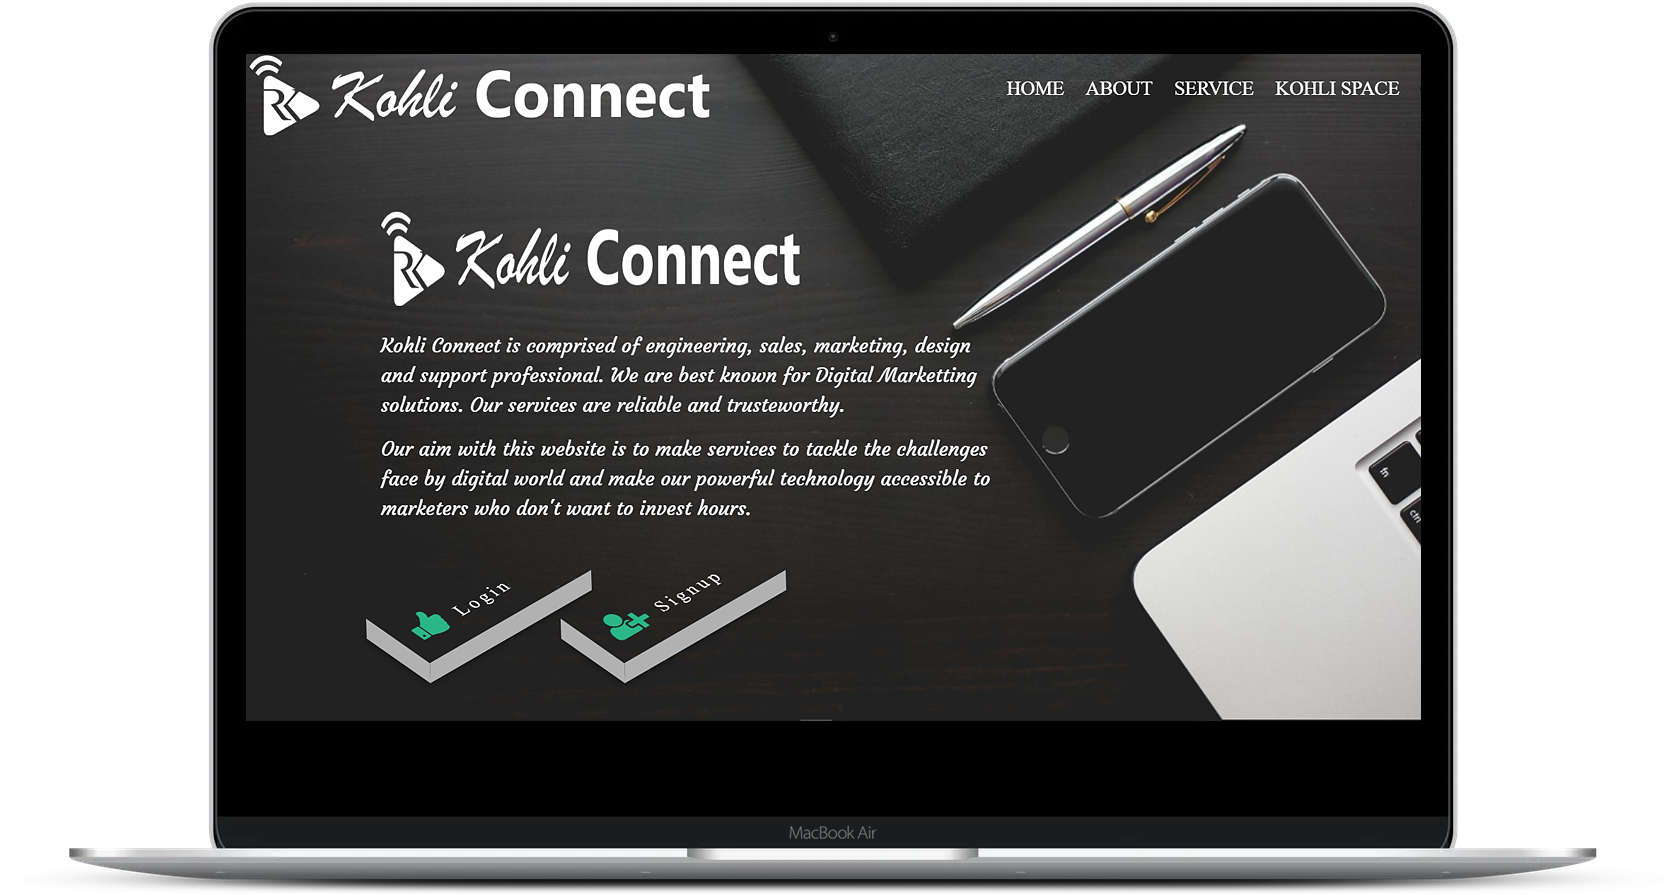 Kohli Connect
HOME ABOUT SERVICE KOHLI SPACE
Kohli Connect
Kohli Connect is comprised of engineering, sales, marketing, design
and support professional. We are best known for Digital Marketting
solutions. Our services are reliable and trusteworthy.
Our aim with this website is to make services to tackle the challenges
face by digital world and make our powerful technology accessible to
marketers who don't want to invest hours.
Login
Signup
fn
ctrl
MacBook Air